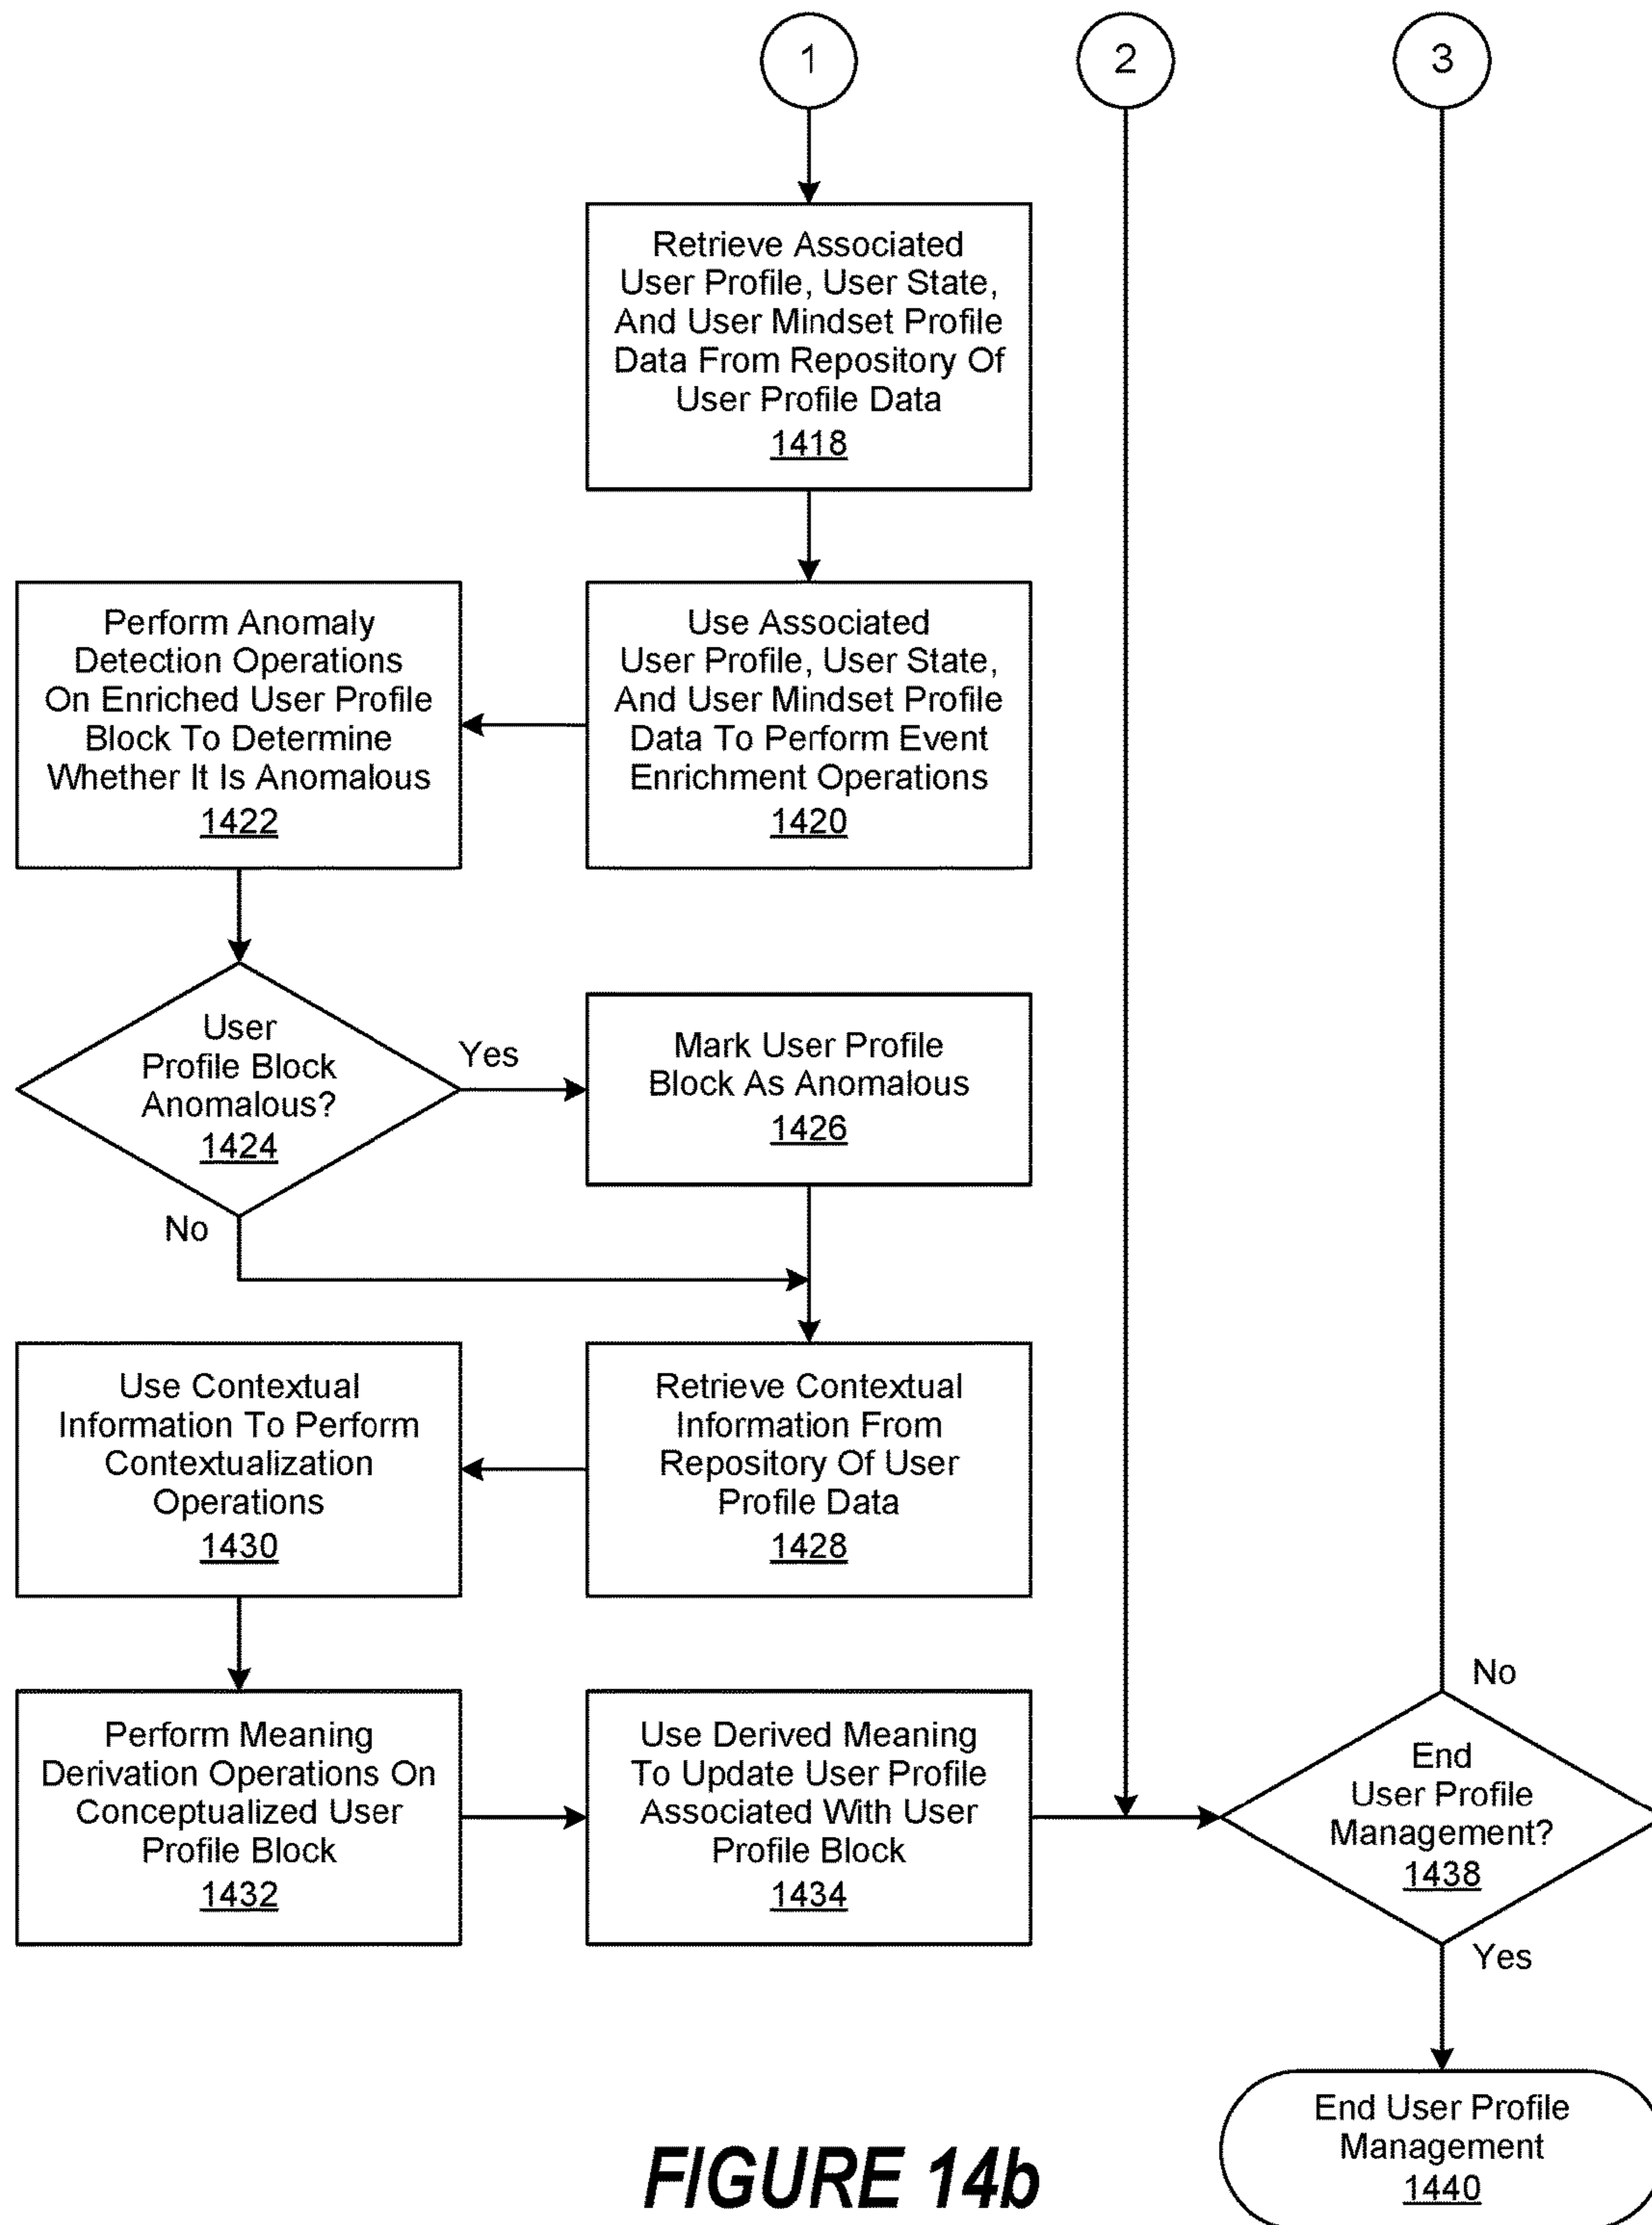 1
2
3
Retrieve Associated
User Profile, User State,
And User Mindset Profile
Data From Repository Of
User Profile Data
1418
Perform Anomaly
Detection Operations
On Enriched User Profile
Block To Determine
Whether It Is Anomalous
1422
Use Associated
User Profile, User State,
And User Mindset Profile
Data To Perform Event
Enrichment Operations
1420
User
Profile Block
Anomalous?
1424
Yes
No
Mark User Profile
Block As Anomalous
1426
Use Contextual
Information To Perform
Contextualization
Operations
1430
Retrieve Contextual
Information From
Repository Of User
Profile Data
1428
Perform Meaning
Derivation Operations On
Conceptualized User
Profile Block
1432
Use Derived Meaning
To Update User Profile
Associated With User
Profile Block
1434
No
End
User Profile
Management?
1438
Yes
End User Profile
Management
1440
FIGURE 14b